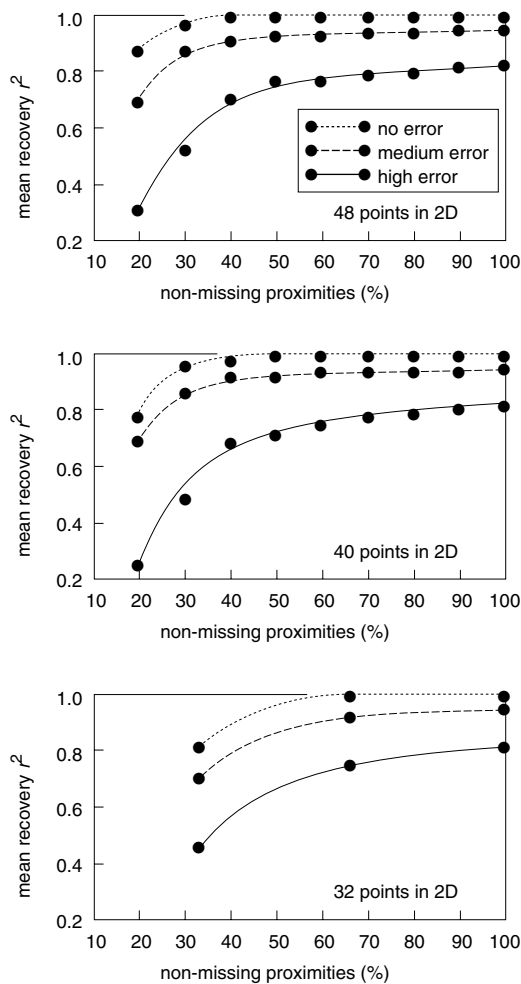 1.0
0.8
0.6
0.4
0.2
mean recovery r²
no error
medium error
high error
48 points in 2D
10 20 30 40 50 60 70 80 90 100
non-missing proximities (%)
1.0
0.8
0.6
0.4
0.2
mean recovery r²
40 points in 2D
10 20 30 40 50 60 70 80 90 100
non-missing proximities (%)
1.0
0.8
0.6
0.4
0.2
mean recovery r²
32 points in 2D
10 20 30 40 50 60 70 80 90 100
non-missing proximities (%)